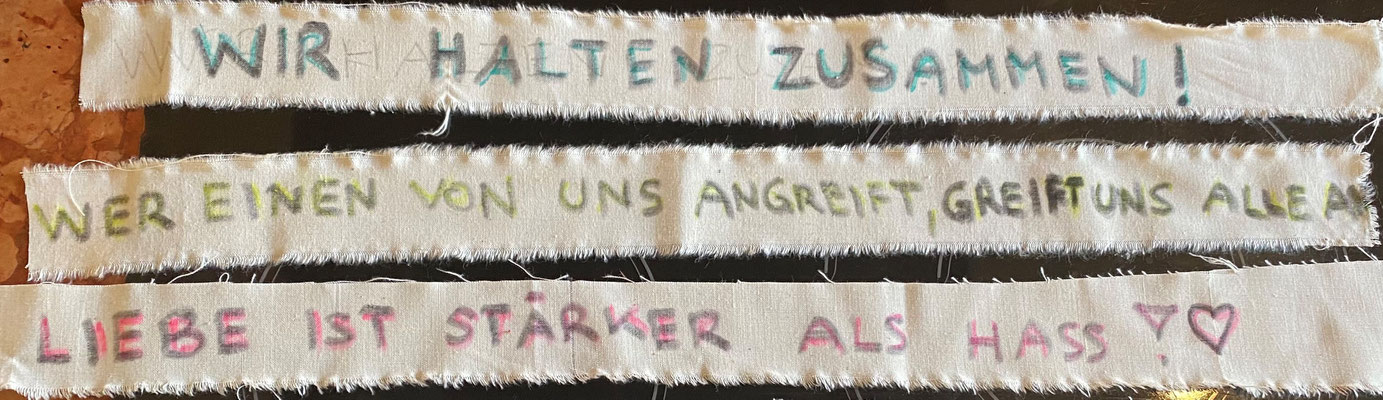 WIR HALTEN ZUSAMMEN!
WER EINEN VON UNS ANGREIFT, GREIFT UNS ALLE AN
LIEBE IST STÄRKER ALS HASS! ♡